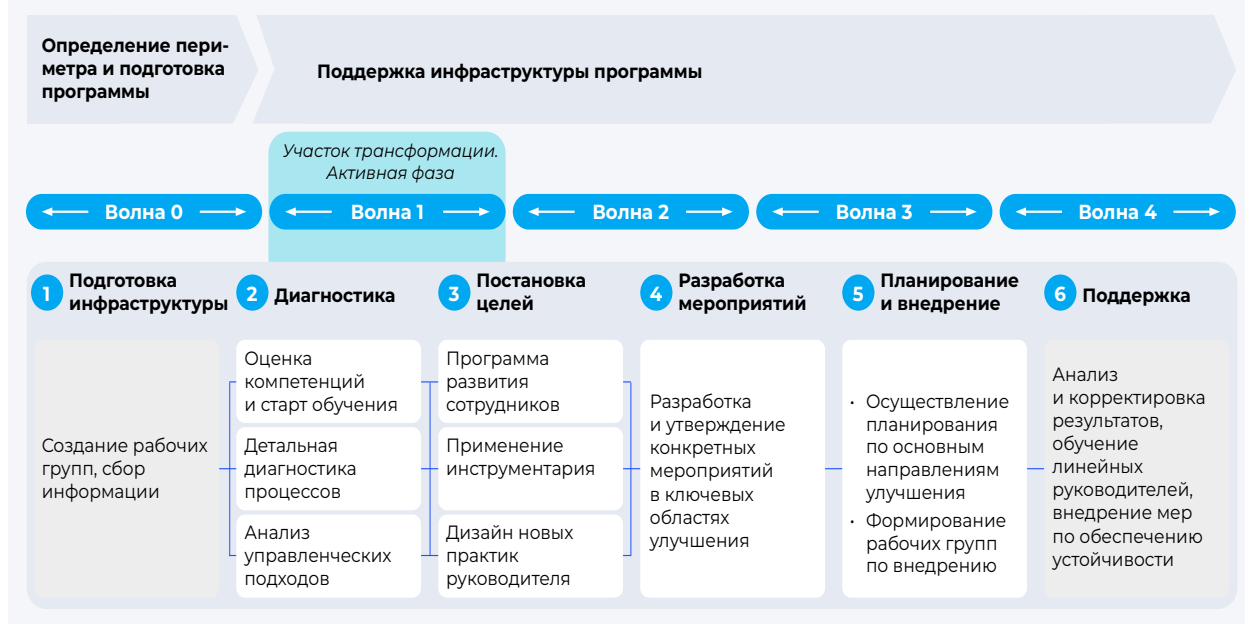 Определение пери-
метра и подготовка
программы
Поддержка инфраструктуры программы
Участок трансформации.
Активная фаза
Волна 0
Волна 1
Волна 2
Волна 3
Волна 4
1
Подготовка
инфраструктуры
2
Диагностика
3
Постановка
целей
4
Разработка
мероприятий
5
Планирование
и внедрение
6
Поддержка
Создание рабочих
групп, сбор
информации
Оценка
компетенций
и старт обучения
Детальная
диагностика
процессов
Анализ
управленческих
подходов
Программа
развития
сотрудников
Применение
инструментария
Дизайн новых
практик
руководителя
Разработка
и утверждение
конкретных
мероприятий
в ключевых
областях
улучшения
• Осуществление
планирования
по основным
направлениям
улучшения
• Формирование
рабочих групп
по внедрению
Анализ
и корректировка
результатов,
обучение
линейных
руководителей,
внедрение мер
по обеспечению
устойчивости